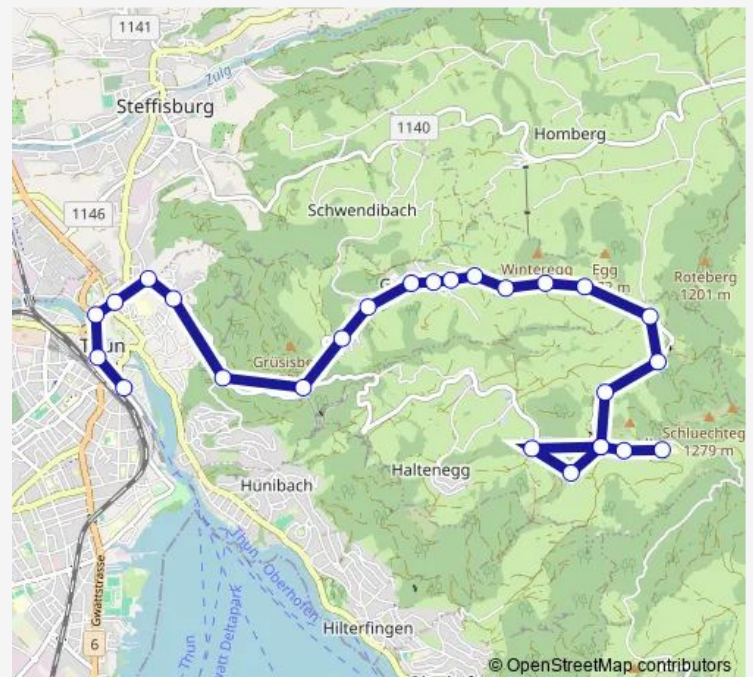 1141
Zulg
Steffisburg
1140
Homberg
1146
Schwendibach
Winteregg
Egg
Roteberg
1201 m
Schluechteg
1279 m
Haltenegg
Hünibach
Thun
Oberhofen
Gwattstrasse
6
Hilterfingen
Thun
© OpenStreetMap contributors